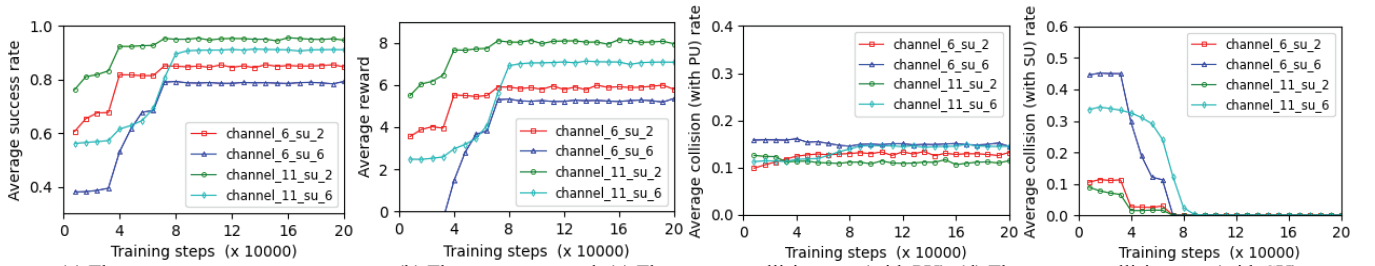 Average success rate
1.0
0.8
0.6
0.4
channel_6_su_2
channel_6_su_6
channel_11_su_2
channel_11_su_6
0 4 8 12 16 20
Training steps (x 10000)
Average reward
8
6
4
2
0
channel_6_su_2
channel_6_su_6
channel_11_su_2
channel_11_su_6
0 4 8 12 16 20
Training steps (x 10000)
Average collision (with PU) rate
0.4
0.3
0.2
0.1
0.0
channel_6_su_2
channel_6_su_6
channel_11_su_2
channel_11_su_6
0 4 8 12 16 20
Training steps (x 10000)
Average collision (with SU) rate
0.6
0.5
0.4
0.3
0.2
0.1
0.0
channel_6_su_2
channel_6_su_6
channel_11_su_2
channel_11_su_6
0 4 8 12 16 20
Training steps (x 10000)